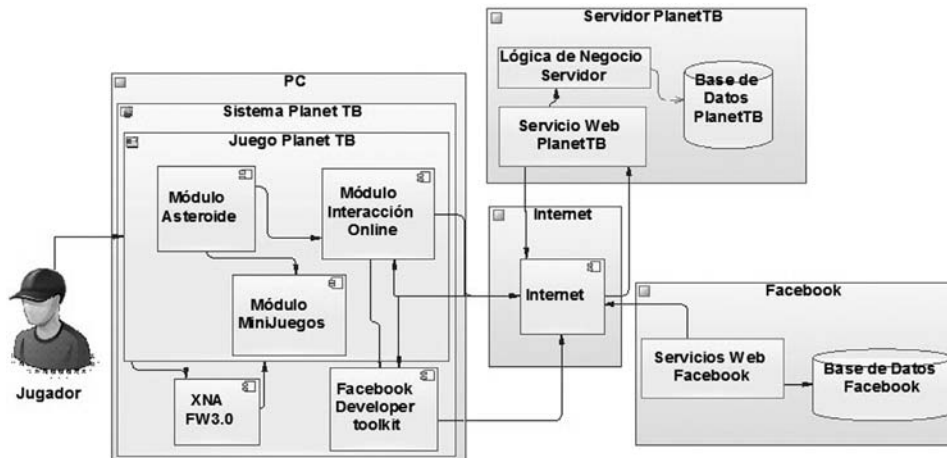 Servidor PlanetTB
Lógica de Negocio
Servidor
Base de
Datos
PlanetTB
Servicio Web
PlanetTB
PC
Sistema Planet TB
Juego Planet TB
Módulo
Asteroide
Módulo
Interacción
Online
Módulo
MiniJuegos
XNA
FW3.0
Facebook
Developer
toolkit
Jugador
Internet
Internet
Facebook
Servicios Web
Facebook
Base de Datos
Facebook